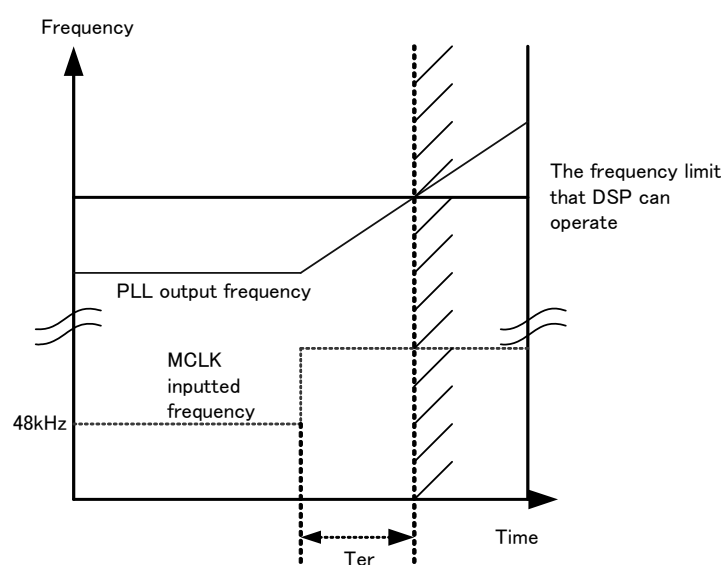 Frequency
The frequency limit
that DSP can
operate
PLL output frequency
MCLK
inputted
frequency
48kHz
Time
Ter